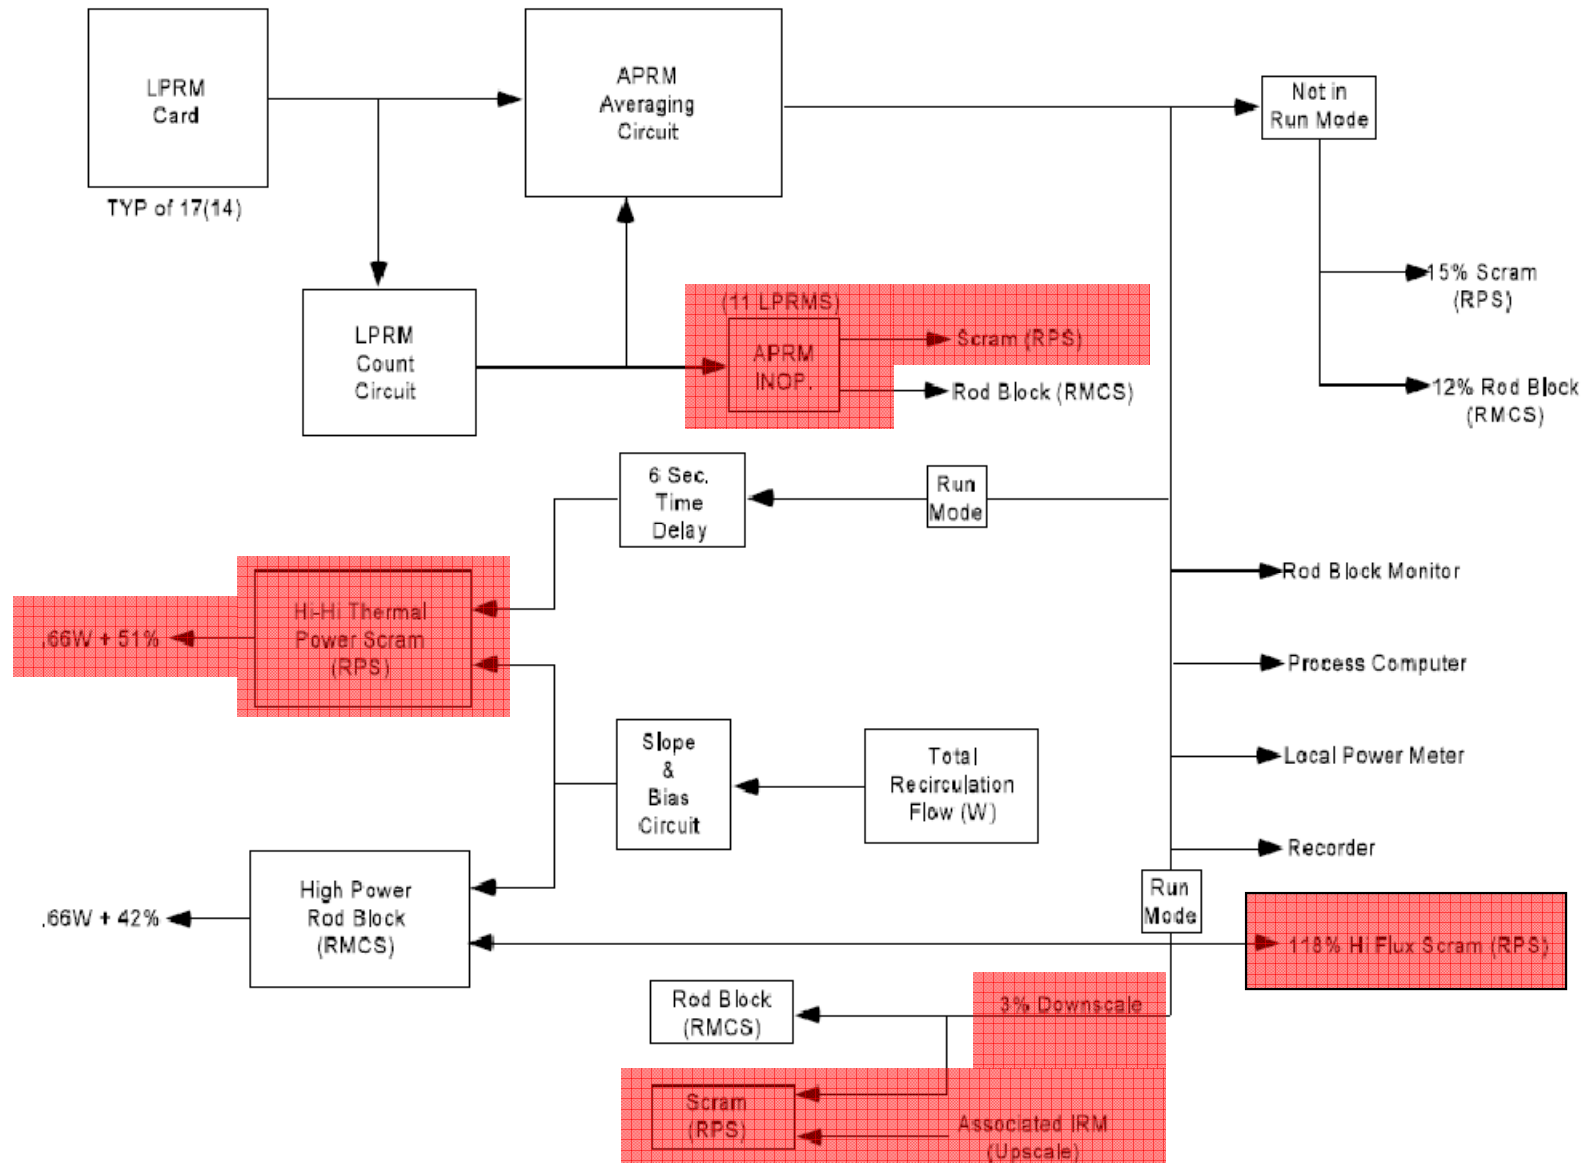 LPRM
Card
TYP of 17(14)
APRM
Averaging
Circuit
Not in
Run Mode
15% Scram
(RPS)
12% Rod Block
(RMCS)
LPRM
Count
Circuit
(11 LPRMS)
APRM
INOP.
Scram (RPS)
Rod Block (RMCS)
6 Sec.
Time
Delay
Run
Mode
Rod Block Monitor
Hi-Hi Thermal
Power Scram
(RPS)
.66W + 51%
Process Computer
Slope
&
Bias
Circuit
Total
Recirculation
Flow (W)
Local Power Meter
Recorder
High Power
Rod Block
(RMCS)
.66W + 42%
Run
Mode
118% Hi Flux Scram (RPS)
Rod Block
(RMCS)
3% Downscale
Scram
(RPS)
Associated IRM
(Upscale)